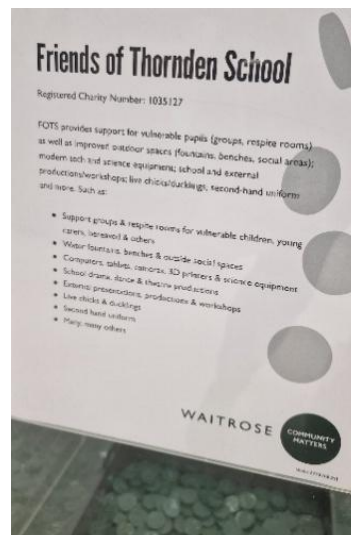 Friends of Thornden School
Registered Charity Number: 1035127
FOTS provides support for vulnerable pupils (groups, respire rooms)
as well as improved outdoor spaces (fountains, benches, social areas);
modern tech and science equipment; school and external
productions/workshops; live chicks/ducklings, second-hand uniform
and more. Such as:
• Support groups & respite rooms for vulnerable children, young
carers, bereaved & others
• Water fountains, benches & outside social spaces
• Computers, tablets, cameras, 3D printers & science equipment
• School drama, dance & theatre productions
• External presentations, productions & workshops
• Live chicks & ducklings
• Second hand uniform
• Many, many others
WAITROSE
COMMUNITY
MATTERS